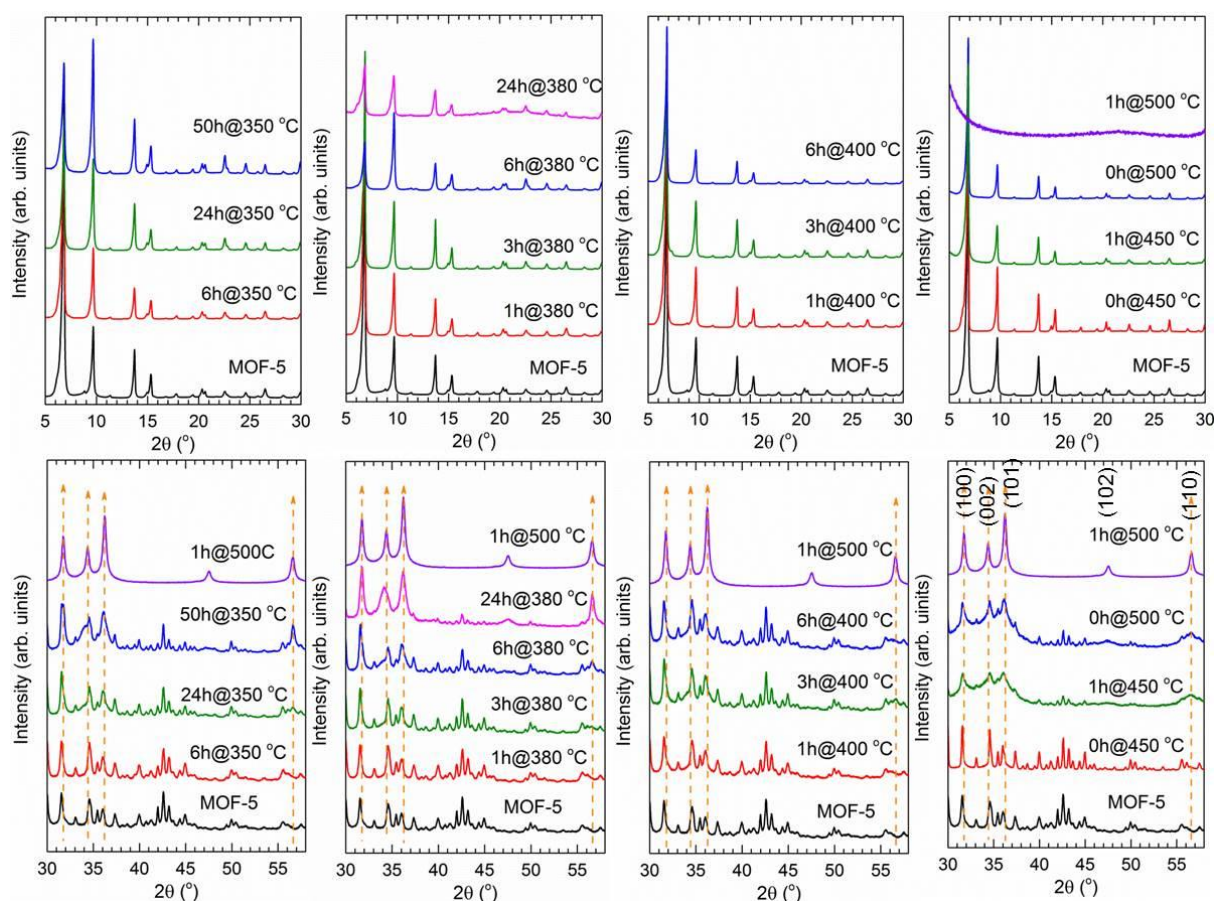 Intensity (arb. uinits)
50h@350 °C
24h@350 °C
6h@350 °C
MOF-5
5 10 15 20 25 30
2θ (°)
Intensity (arb. uinits)
24h@380 °C
6h@380 °C
3h@380 °C
1h@380 °C
MOF-5
5 10 15 20 25 30
2θ (°)
Intensity (arb. uinits)
6h@400 °C
3h@400 °C
1h@400 °C
MOF-5
5 10 15 20 25 30
2θ (°)
Intensity (arb. uinits)
1h@500 °C
0h@500 °C
1h@450 °C
0h@450 °C
MOF-5
5 10 15 20 25 30
2θ (°)
Intensity (arb. units)
1h@500C
50h@350 °C
24h@350 °C
6h@350 °C
MOF-5
30 35 40 45 50 55
2θ (°)
Intensity (arb. units)
1h@500 °C
24h@380 °C
6h@380 °C
3h@380 °C
1h@380 °C
MOF-5
30 35 40 45 50 55
2θ (°)
Intensity (arb. units)
1h@500 °C
6h@400 °C
3h@400 °C
1h@400 °C
MOF-5
30 35 40 45 50 55
2θ (°)
Intensity (arb. units)
(100)
(002)
(101)
(102)
(110)
1h@500 °C
0h@500 °C
1h@450 °C
0h@450 °C
MOF-5
30 35 40 45 50 55
2θ (°)